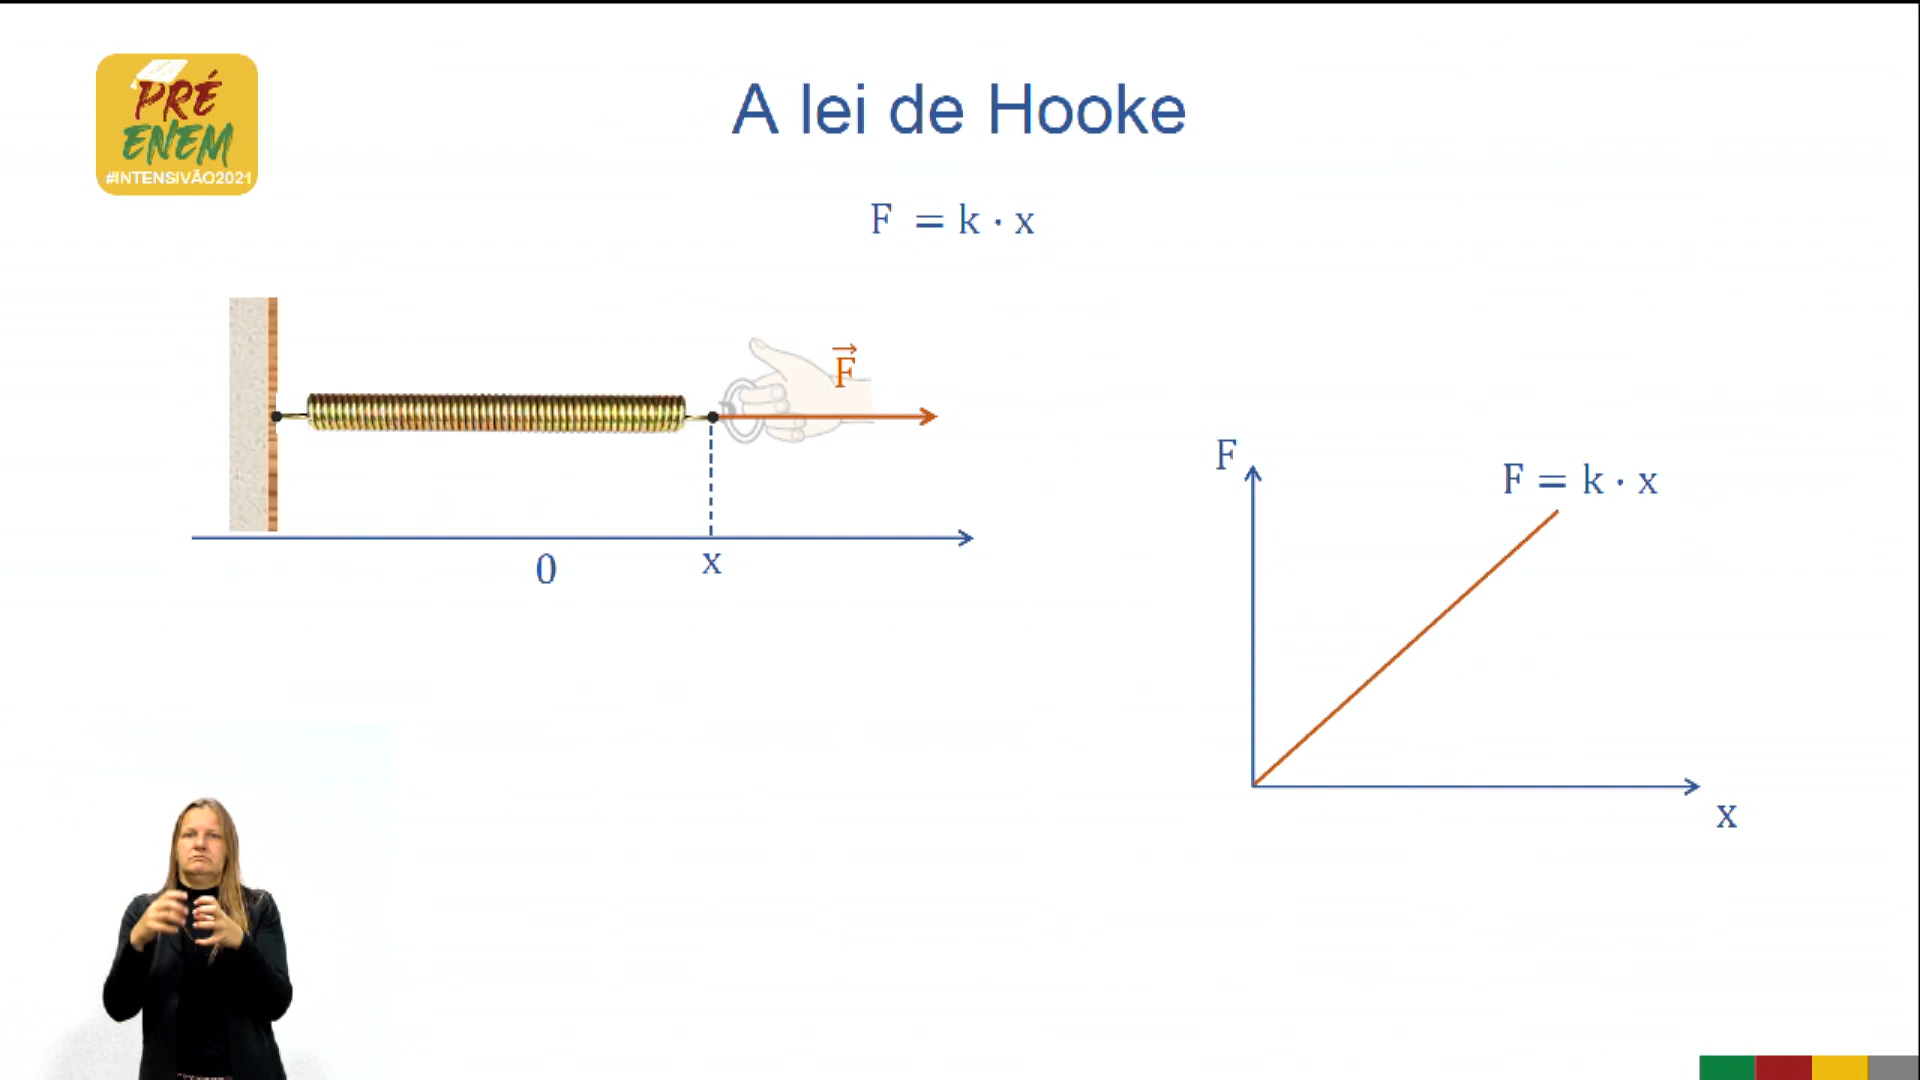 PRÉ
ENEM
#INTENSIVÃO2021
A lei de Hooke
F = k · x
F
0
x
F
F = k · x
x